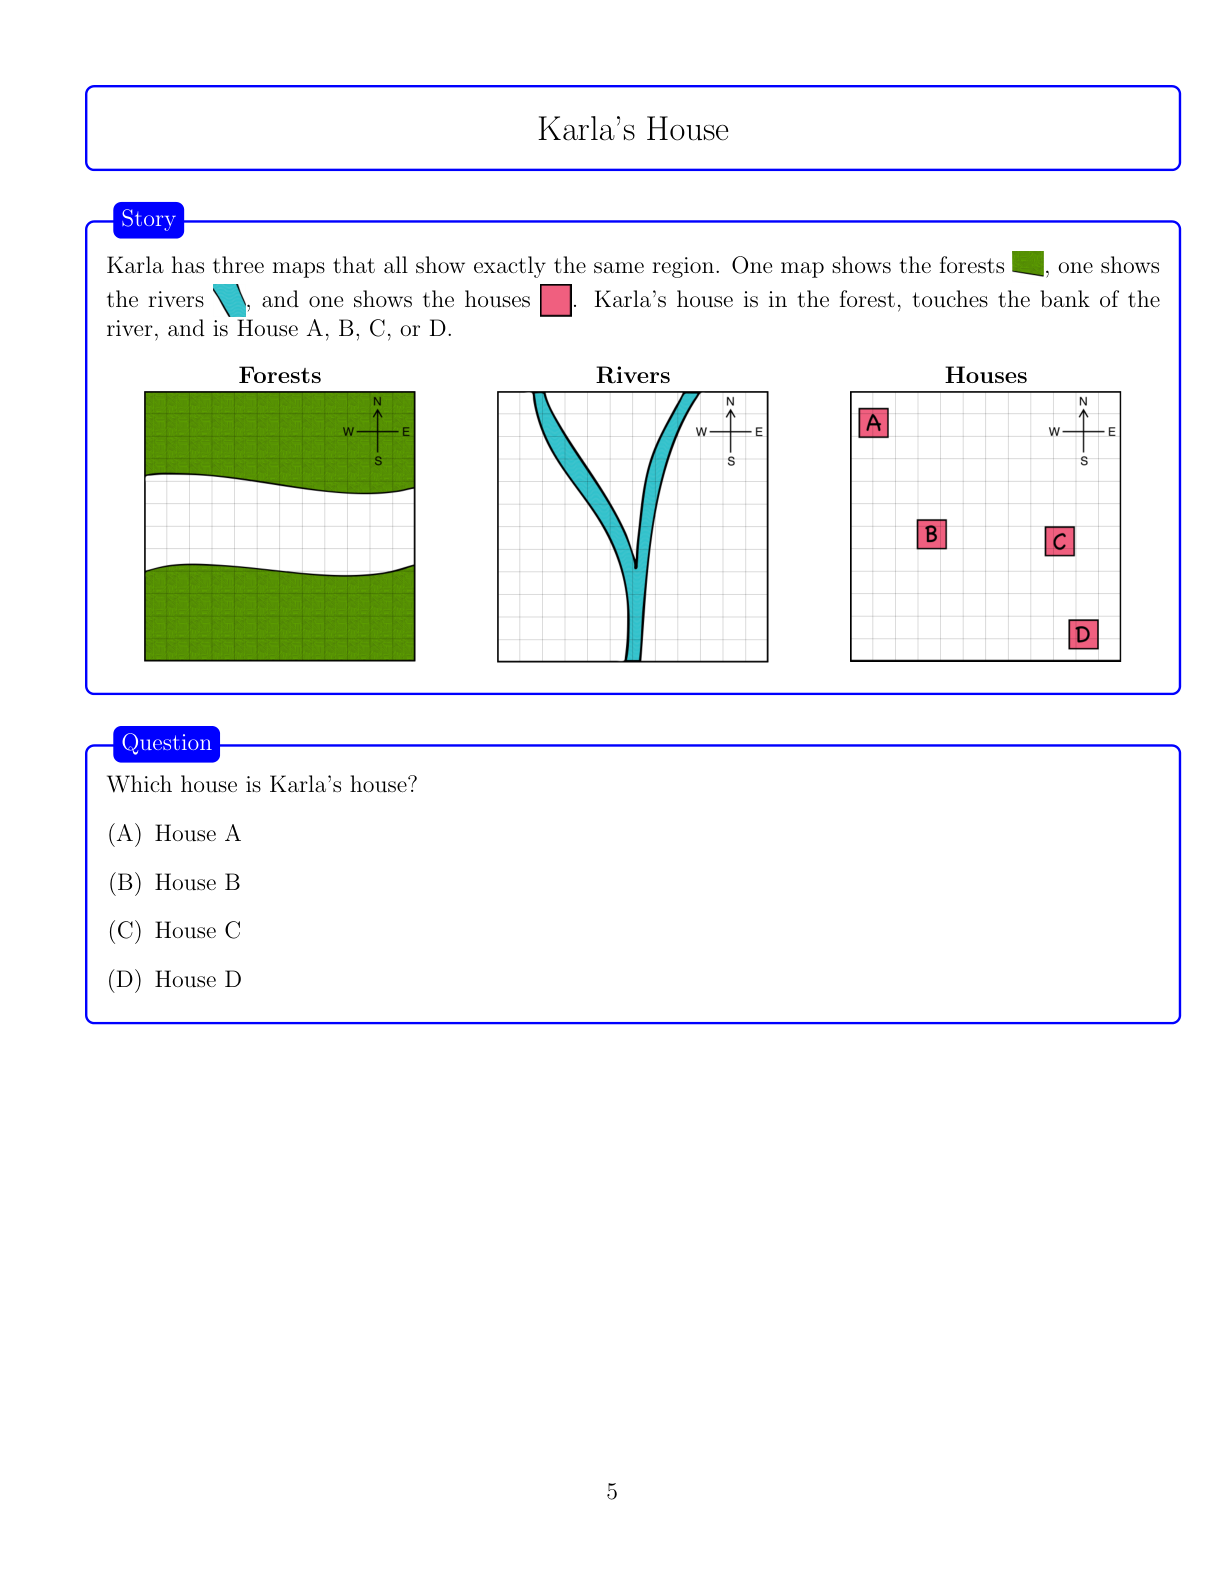 Karla's House
Story
Karla has three maps that all show exactly the same region. One map shows the forests , one shows
the rivers , and one shows the houses . Karla's house is in the forest, touches the bank of the
river, and is House A, B, C, or D.
Forests Rivers Houses
N N N
W E W E W E
S S S
A
B
C
D
Question
Which house is Karla's house?
(A) House A
(B) House B
(C) House C
(D) House D
5